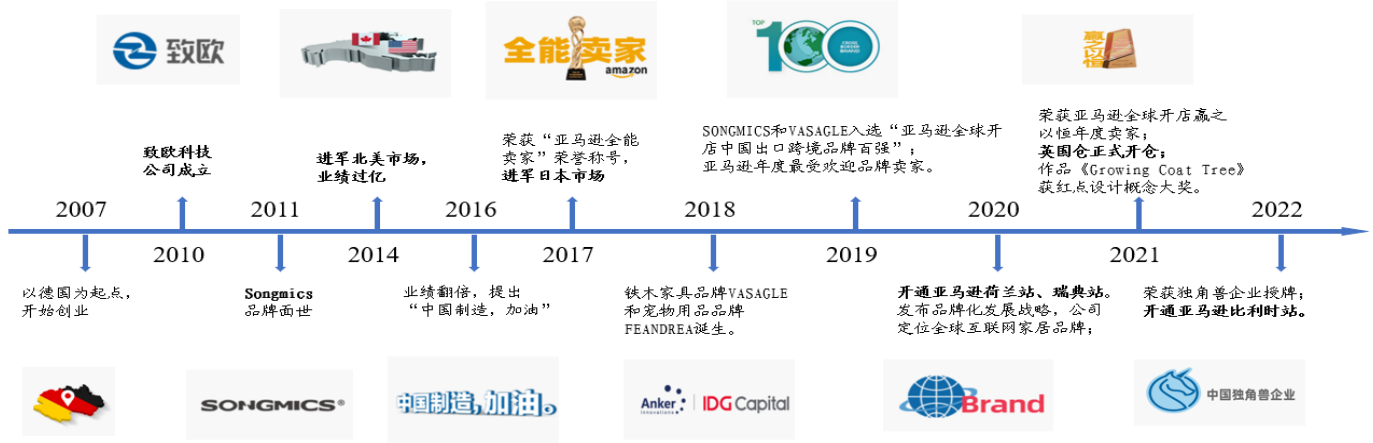 致欧
全能卖家
amazon
TOP
100
CROSS
BORDER
BRAND
赢之以恒
致欧科技
公司成立
进军北美市场，
业绩过亿
荣获“亚马逊全能
卖家”荣誉称号，
进军日本市场
SONGMICS和VASAGLE入选“亚马逊全球开
店中国出口跨境品牌百强”；
亚马逊年度最受欢迎品牌卖家。
荣获亚马逊全球开店赢之
以恒年度卖家；
英国仓正式开仓；
作品《Growing Coat Tree》
获红点设计概念大奖。
2007
2011
2016
2018
2020
2022
2010
2014
2017
2019
2021
以德国为起点，
开始创业
Songmics
品牌面世
业绩翻倍，提出
“中国制造，加油”
铁木家具品牌VASAGLE
和宠物用品品牌
FEANDREA诞生。
开通亚马逊荷兰站、瑞典站。
发布品牌化发展战略，公司
定位全球互联网家居品牌；
荣获独角兽企业授牌；
开通亚马逊比利时站。
SONGMICS®
中国制造，加油。
Anker
Innovations
IDG Capital
Brand
中国独角兽企业